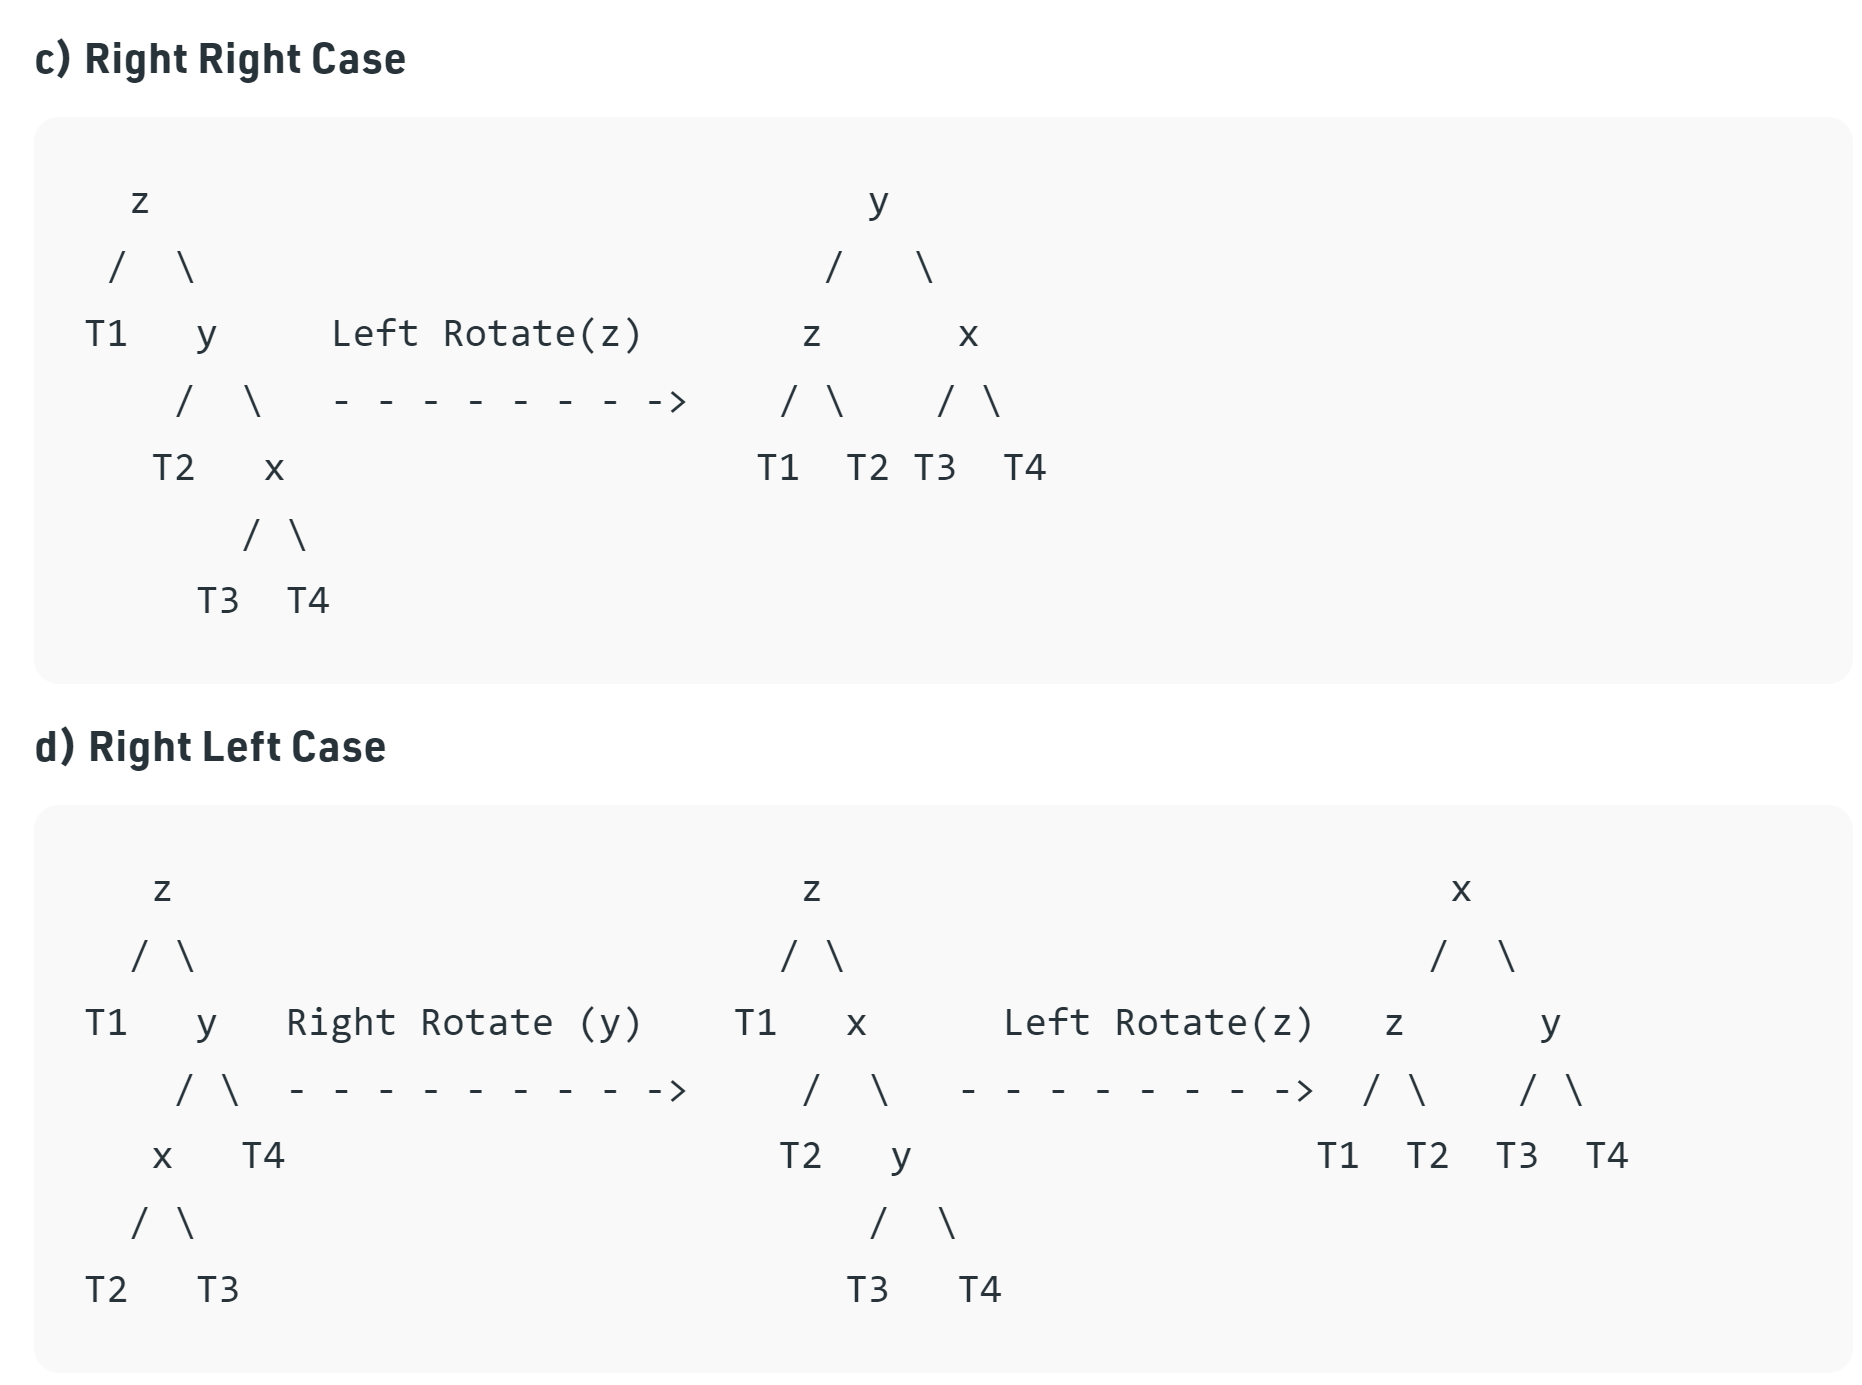 c) Right Right Case
z                                y
/  \                            /   \
T1   y     Left Rotate(z)       z      x
/  \   - - - - - - - ->    / \    / \
T2   x                     T1  T2 T3  T4
/ \
T3  T4
d) Right Left Case
z                            z                            x
/ \                          / \                          /  \
T1   y   Right Rotate (y)    T1   x      Left Rotate(z)   z      y
/ \  - - - - - - - - ->     /  \   - - - - - - - ->  / \    / \
x   T4                      T2   y                  T1  T2  T3  T4
/ \                                /  \
T2   T3                           T3   T4